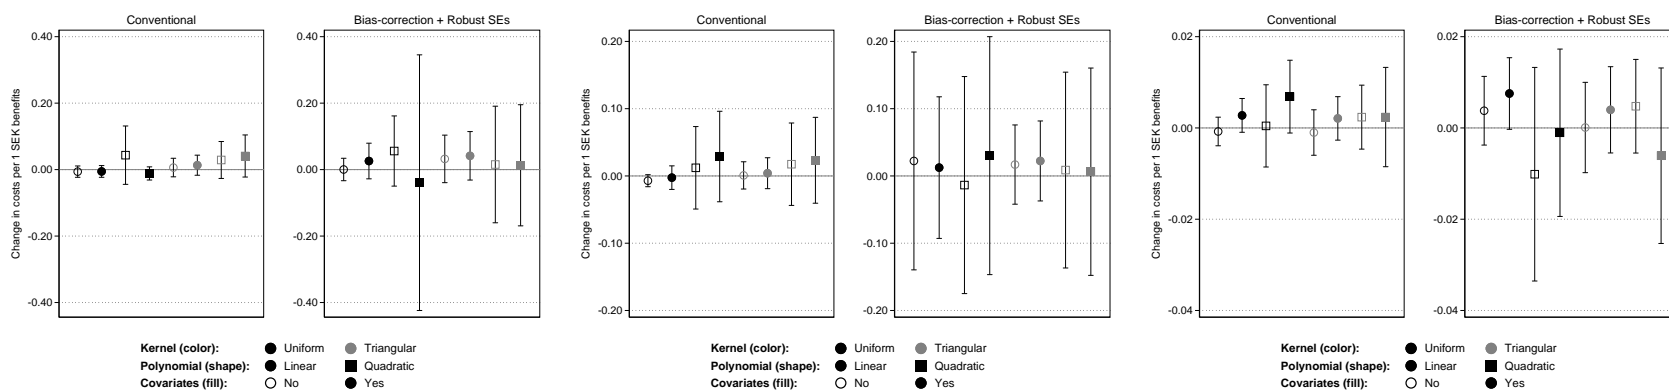 Conventional
Bias-correction + Robust SEs
Change in costs per 1 SEK benefits
0.40
0.20
0.00
-0.20
-0.40
0.40
0.20
0.00
-0.20
-0.40
Kernel (color): Uniform Triangular
Polynomial (shape): Linear Quadratic
Covariates (fill): No Yes
Conventional
Bias-correction + Robust SEs
Change in costs per 1 SEK benefits
0.20
0.10
0.00
-0.10
-0.20
0.20
0.10
0.00
-0.10
-0.20
Kernel (color): Uniform Triangular
Polynomial (shape): Linear Quadratic
Covariates (fill): No Yes
Conventional
Bias-correction + Robust SEs
Change in costs per 1 SEK benefits
0.02
0.00
-0.02
-0.04
0.02
0.00
-0.02
-0.04
Kernel (color): Uniform Triangular
Polynomial (shape): Linear Quadratic
Covariates (fill): No Yes